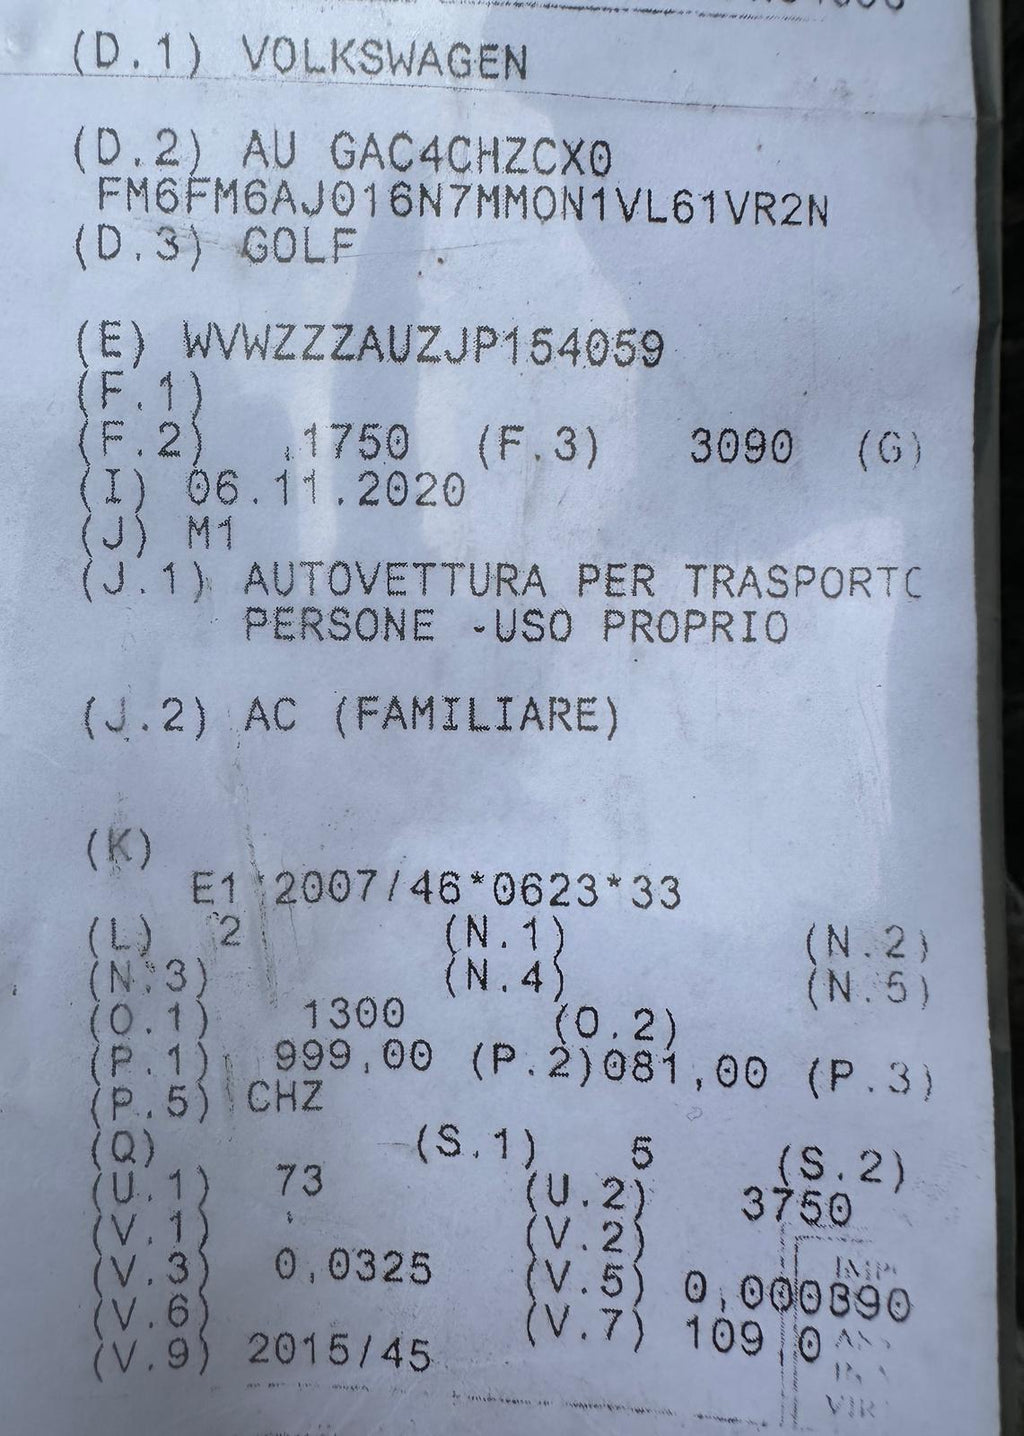 (D.1) VOLKSWAGEN
(D.2) AU GAC4CHZCX0
FM6FM6AJ016N7MMON1VL61VR2N
(D.3) GOLF
(E) WVWZZZAUZJP154059
(F.1)
(F.2) .1750 (F.3) 3090 (G)
(I) 06.11.2020
(J) M1
(J.1) AUTOVETTURA PER TRASPORTO
PERSONE -USO PROPRIO
(J.2) AC (FAMILIARE)
(K)
E1*2007/46*0623*33
(L) 2 (N.1) (N.2)
(N.3) (N.4) (N.5)
(O.1) 1300 (O.2)
(P.1) 999,00 (P.2)081,00 (P.3)
(P.5) CHZ
(Q) (S.1) 5 (S.2)
(U.1) 73 (U.2) 3750
(V.1) (V.2)
(V.3) 0,0325 (V.5) 0,000390
(V.6) (V.7) 109 0
(V.9) 2015/45